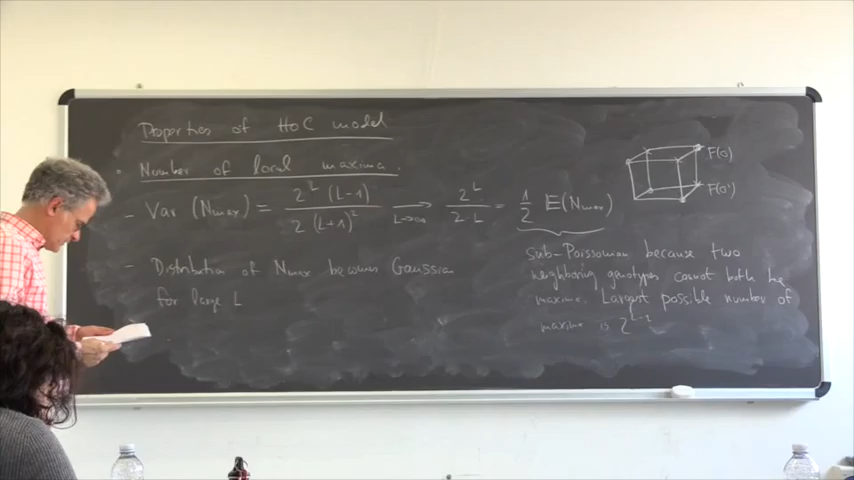 Properties of HoC model
Number of local maxima :
- Var (Nmax) = 2^L (L-1) / 2 (L+1)^2 → L→∞ 2^L / 2·L = 1/2 𝔼(Nmax)
F(σ)
F(σ')
- Distribution of Nmax becomes Gaussian
for large L
Sub-Poissonian because two
neighboring genotypes cannot both be
maxima. Largest possible number of
maxima is 2^L-1